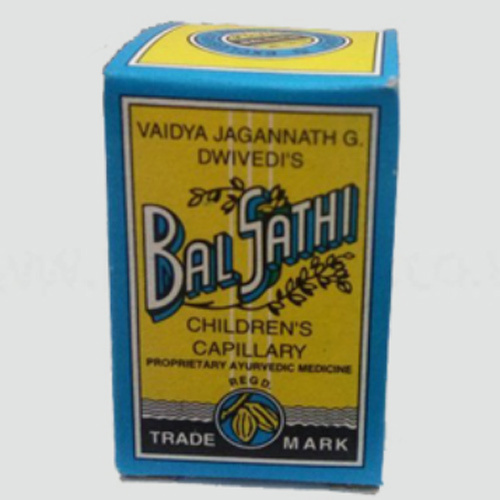 VAIDYA JAGANNATH G.
DWIVEDI'S
BAL SATHI
CHILDREN'S
CAPILLARY
PROPRIETARY AYURVEDIC MEDICINE
REGD.
TRADE MARK